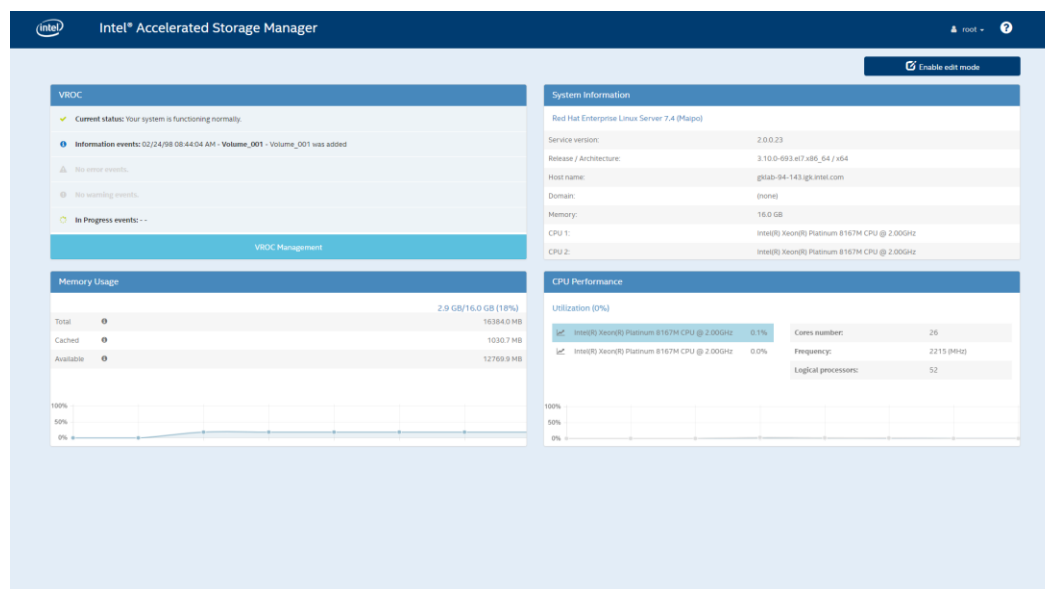 intel Intel® Accelerated Storage Manager root ?
Enable edit mode
VROC
Current status: Your system is functioning normally.
Information events: 02/24/98 08:44:04 AM - Volume_001 - Volume_001 was added
No error events.
No warning events.
In Progress events: - -
VROC Management
System Information
Red Hat Enterprise Linux Server 7.4 (Maipo)
Service version: 2.0.0.23
Release / Architecture: 3.10.0-693.el7.x86_64 / x64
Host name: gklab-94-143.igk.intel.com
Domain: (none)
Memory: 16.0 GB
CPU 1: Intel(R) Xeon(R) Platinum 8167M CPU @ 2.00GHz
CPU 2: Intel(R) Xeon(R) Platinum 8167M CPU @ 2.00GHz
Memory Usage
2.9 GB/16.0 GB (18%)
Total 16384.0 MB
Cached 1030.7 MB
Available 12769.9 MB
100%
50%
0%
CPU Performance
Utilization (0%)
Intel(R) Xeon(R) Platinum 8167M CPU @ 2.00GHz 0.1%
Intel(R) Xeon(R) Platinum 8167M CPU @ 2.00GHz 0.0%
Cores number: 26
Frequency: 2215 (MHz)
Logical processors: 52
100%
50%
0%